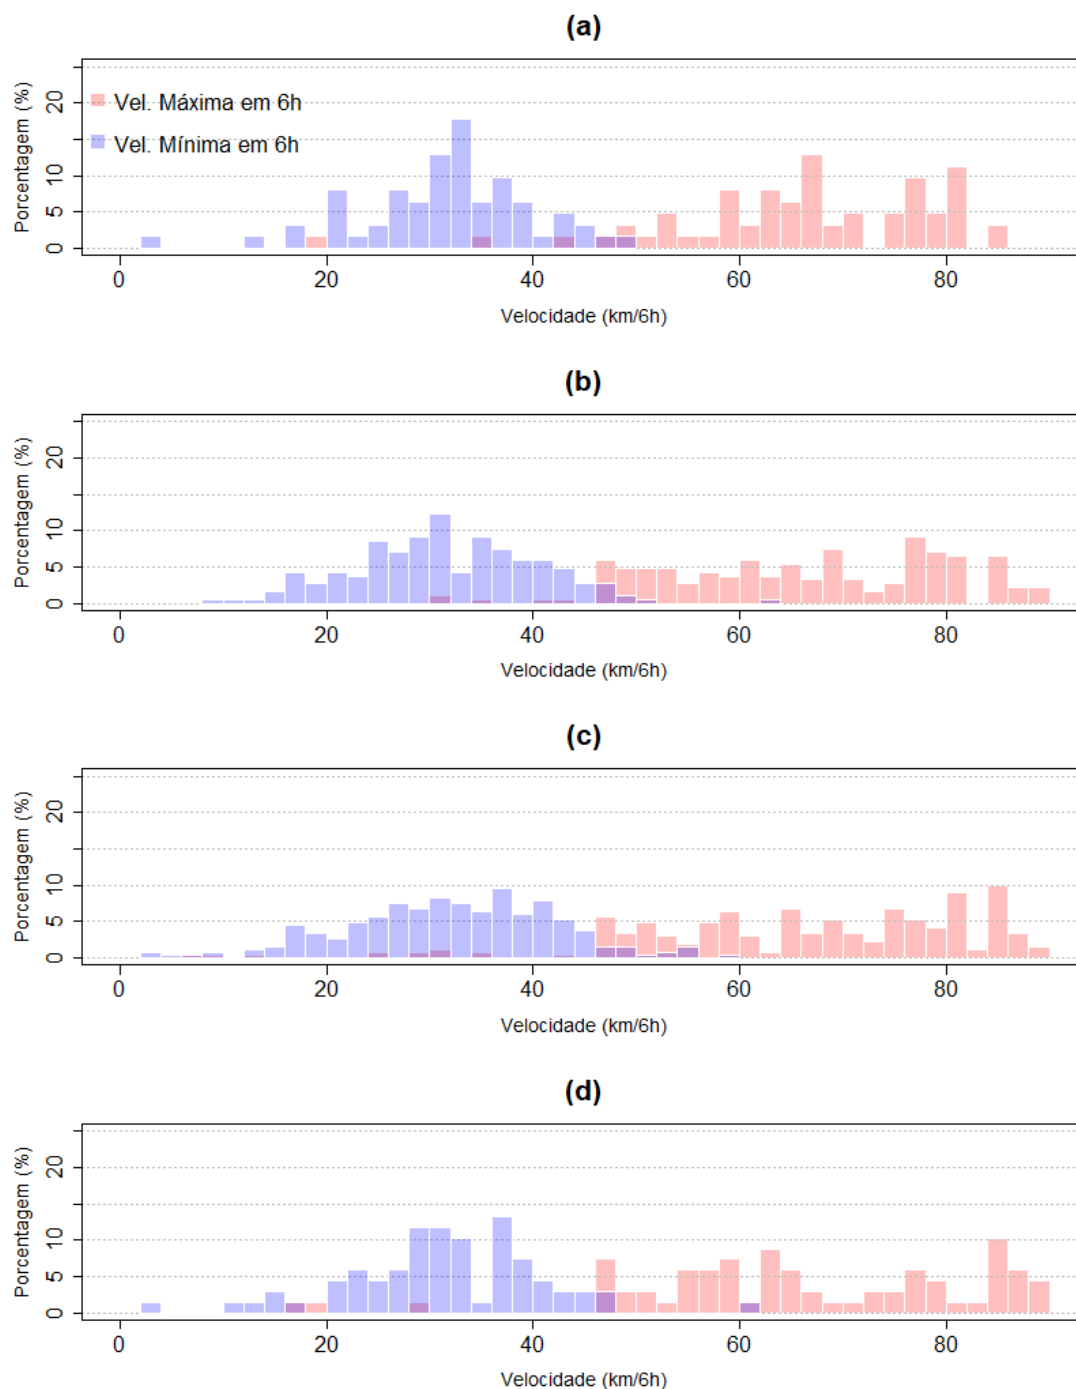 (a)
Porcentagem (%)
20
10
5
0
Vel. Máxima em 6h
Vel. Mínima em 6h
0 20 40 60 80
Velocidade (km/6h)
(b)
Porcentagem (%)
20
10
5
0
0 20 40 60 80
Velocidade (km/6h)
(c)
Porcentagem (%)
20
10
5
0
0 20 40 60 80
Velocidade (km/6h)
(d)
Porcentagem (%)
20
10
5
0
0 20 40 60 80
Velocidade (km/6h)